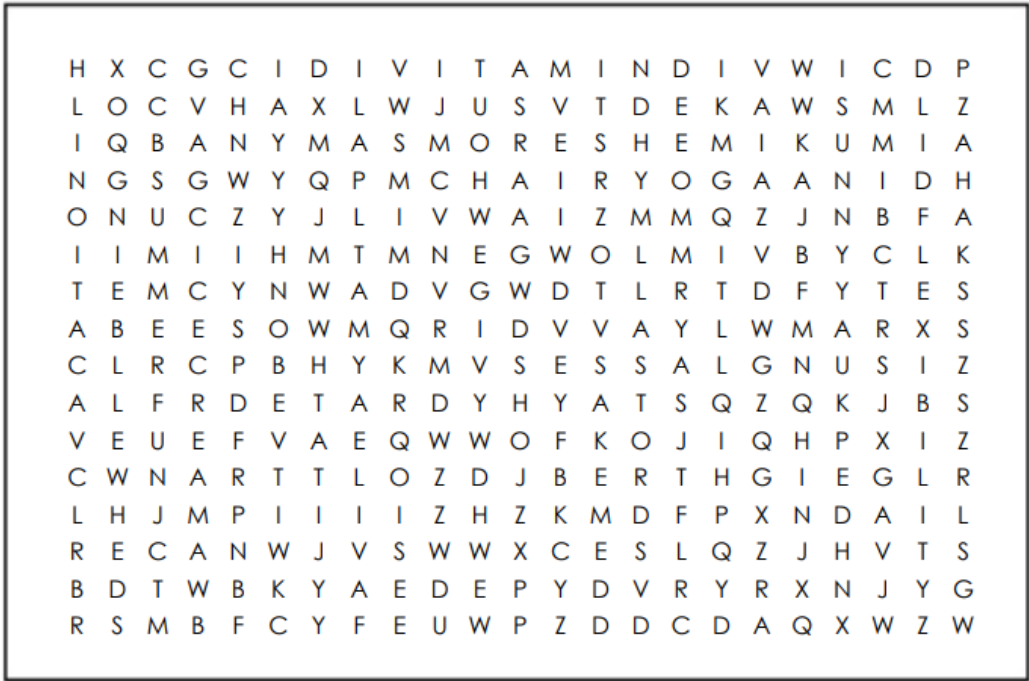 H X C G C I D I V I T A M I N D I V W I C D P
L O C V H A X L W J U S V T D E K A W S M L Z
I Q B A N Y M A S M O R E S H E M I K U M I A
N G S G W Y Q P M C H A I R Y O G A A N I D H
O N U C Z Y J L I V W A I Z M M Q Z J N B F A
I I M I I H M T M N E G W O L M I V B Y C L K
T E M C Y N W A D V G W D T L R T D F Y T E S
A B E E S O W M Q R I D V V A Y L W M A R X S
C L R C P B H Y K M V S E S S A L G N U S I Z
A L F R D E T A R D Y H Y A T S Q Z Q K J B S
V E U E F V A E Q W W O F K O J I Q H P X I Z
C W N A R T T L O Z D J B E R T H G I E G L R
L H J M P I I I I Z H Z K M D F P X N D A I L
R E C A N W J V S W W X C E S L Q Z J H V T S
B D T W B K Y A E D E P Y D V R Y R X N J Y G
R S M B F C Y F E U W P Z D D C D A Q X W Z W